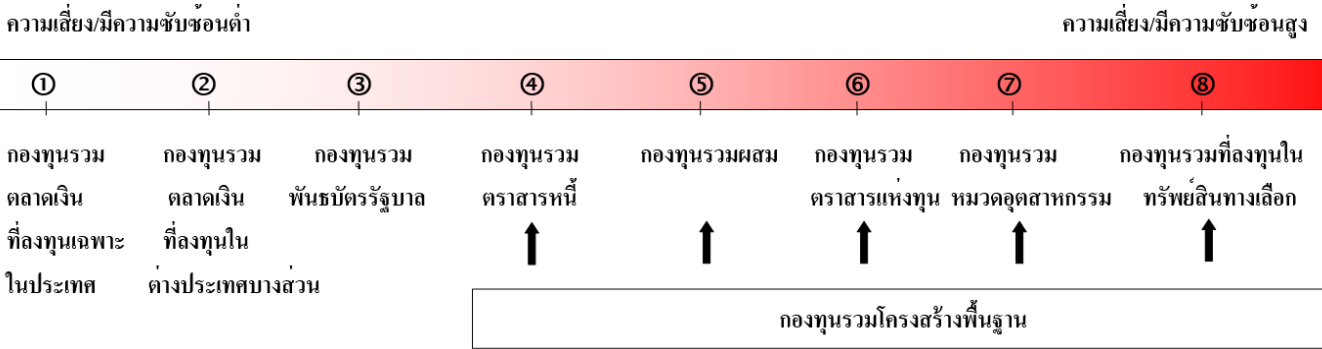 ความเสี่ยง/มีความซับซ้อนต่ำ
ความเสี่ยง/มีความซับซ้อนสูง
① ② ③ ④ ⑤ ⑥ ⑦ ⑧
กองทุนรวม
ตลาดเงิน
ที่ลงทุนเฉพาะ
ในประเทศ
กองทุนรวม
ตลาดเงิน
ที่ลงทุนใน
ต่างประเทศบางส่วน
กองทุนรวม
พันธบัตรรัฐบาล
กองทุนรวม
ตราสารหนี้
กองทุนรวมผสม
กองทุนรวม
ตราสารแห่งทุน
กองทุนรวม
หมวดอุตสาหกรรม
กองทุนรวมที่ลงทุนใน
ทรัพย์สินทางเลือก
กองทุนรวมโครงสร้างพื้นฐาน